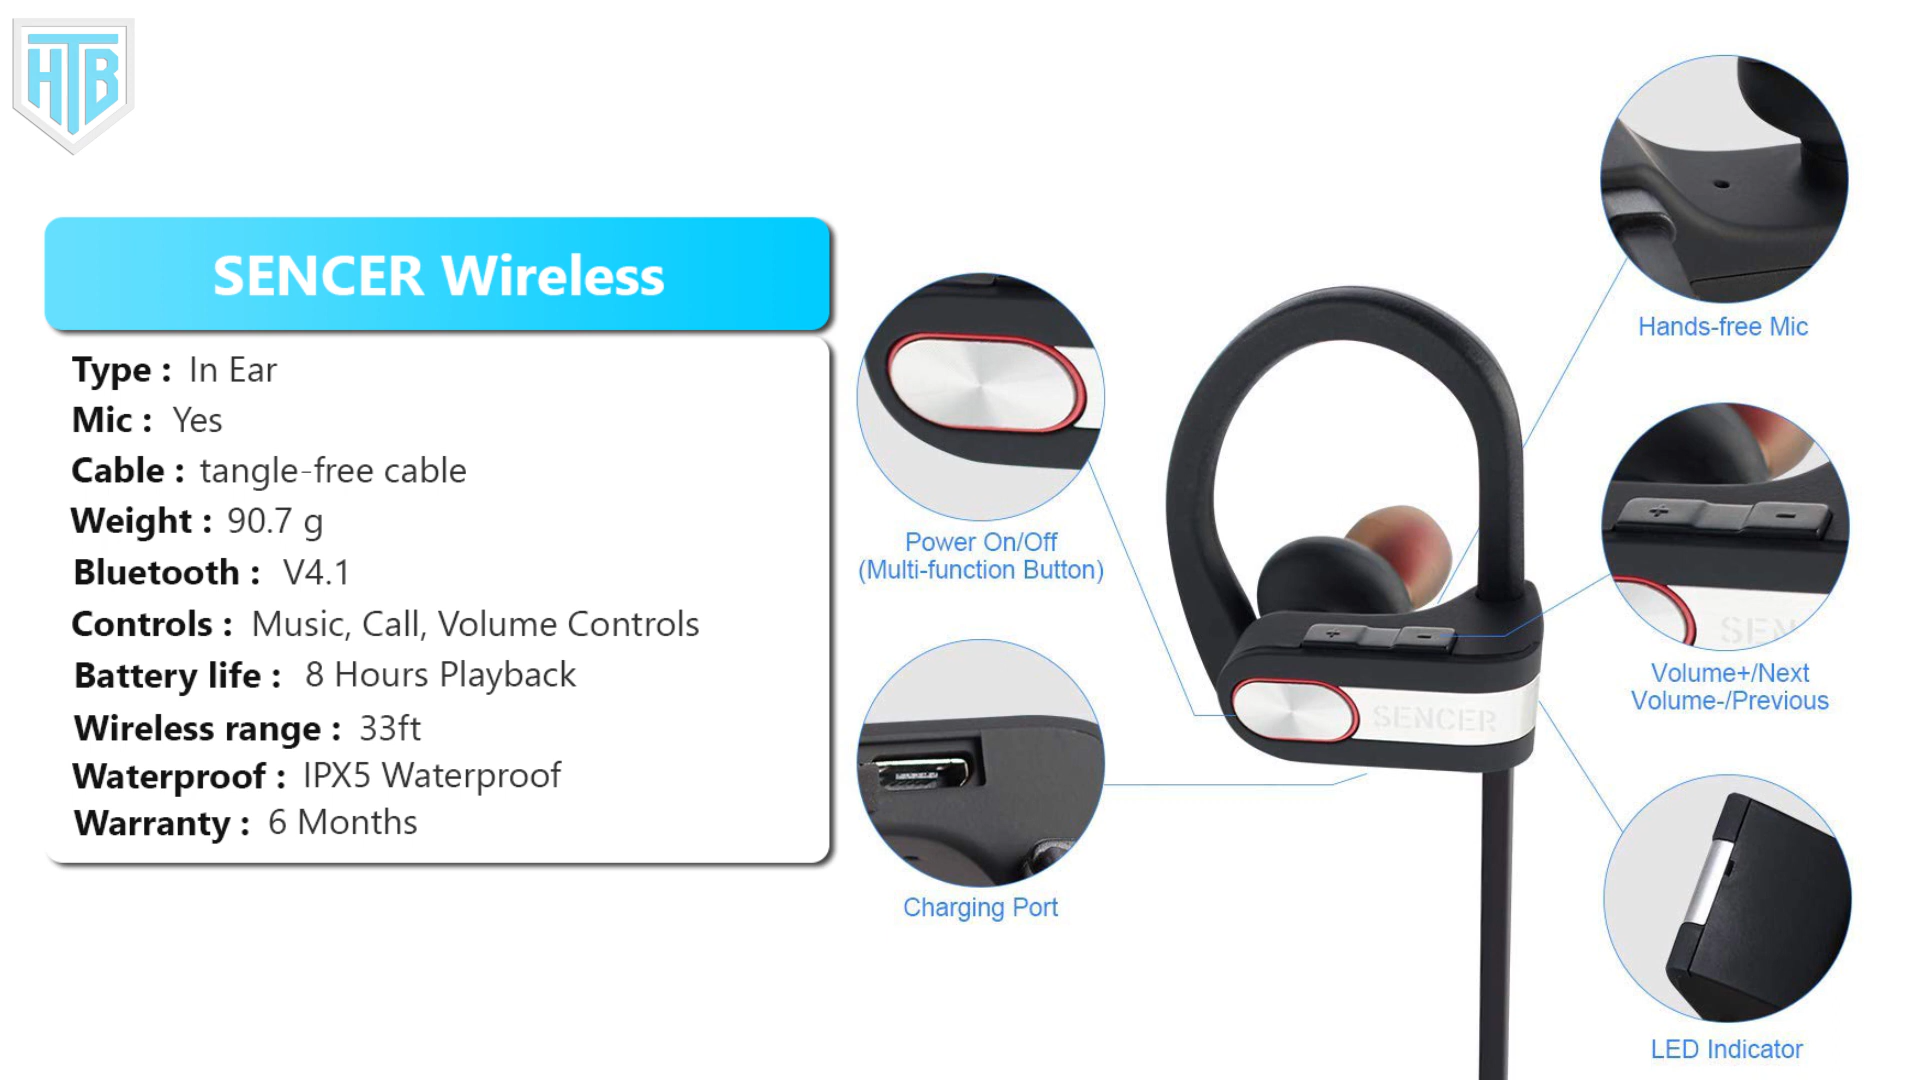 HTB
SENCER Wireless
Type : In Ear
Mic : Yes
Cable : tangle-free cable
Weight : 90.7 g
Bluetooth : V4.1
Controls : Music, Call, Volume Controls
Battery life : 8 Hours Playback
Wireless range : 33ft
Waterproof : IPX5 Waterproof
Warranty : 6 Months
Power On/Off
(Multi-function Button)
Charging Port
+ -
SENCER
Hands-free Mic
+ -
SEN
Volume+/Next
Volume-/Previous
LED Indicator